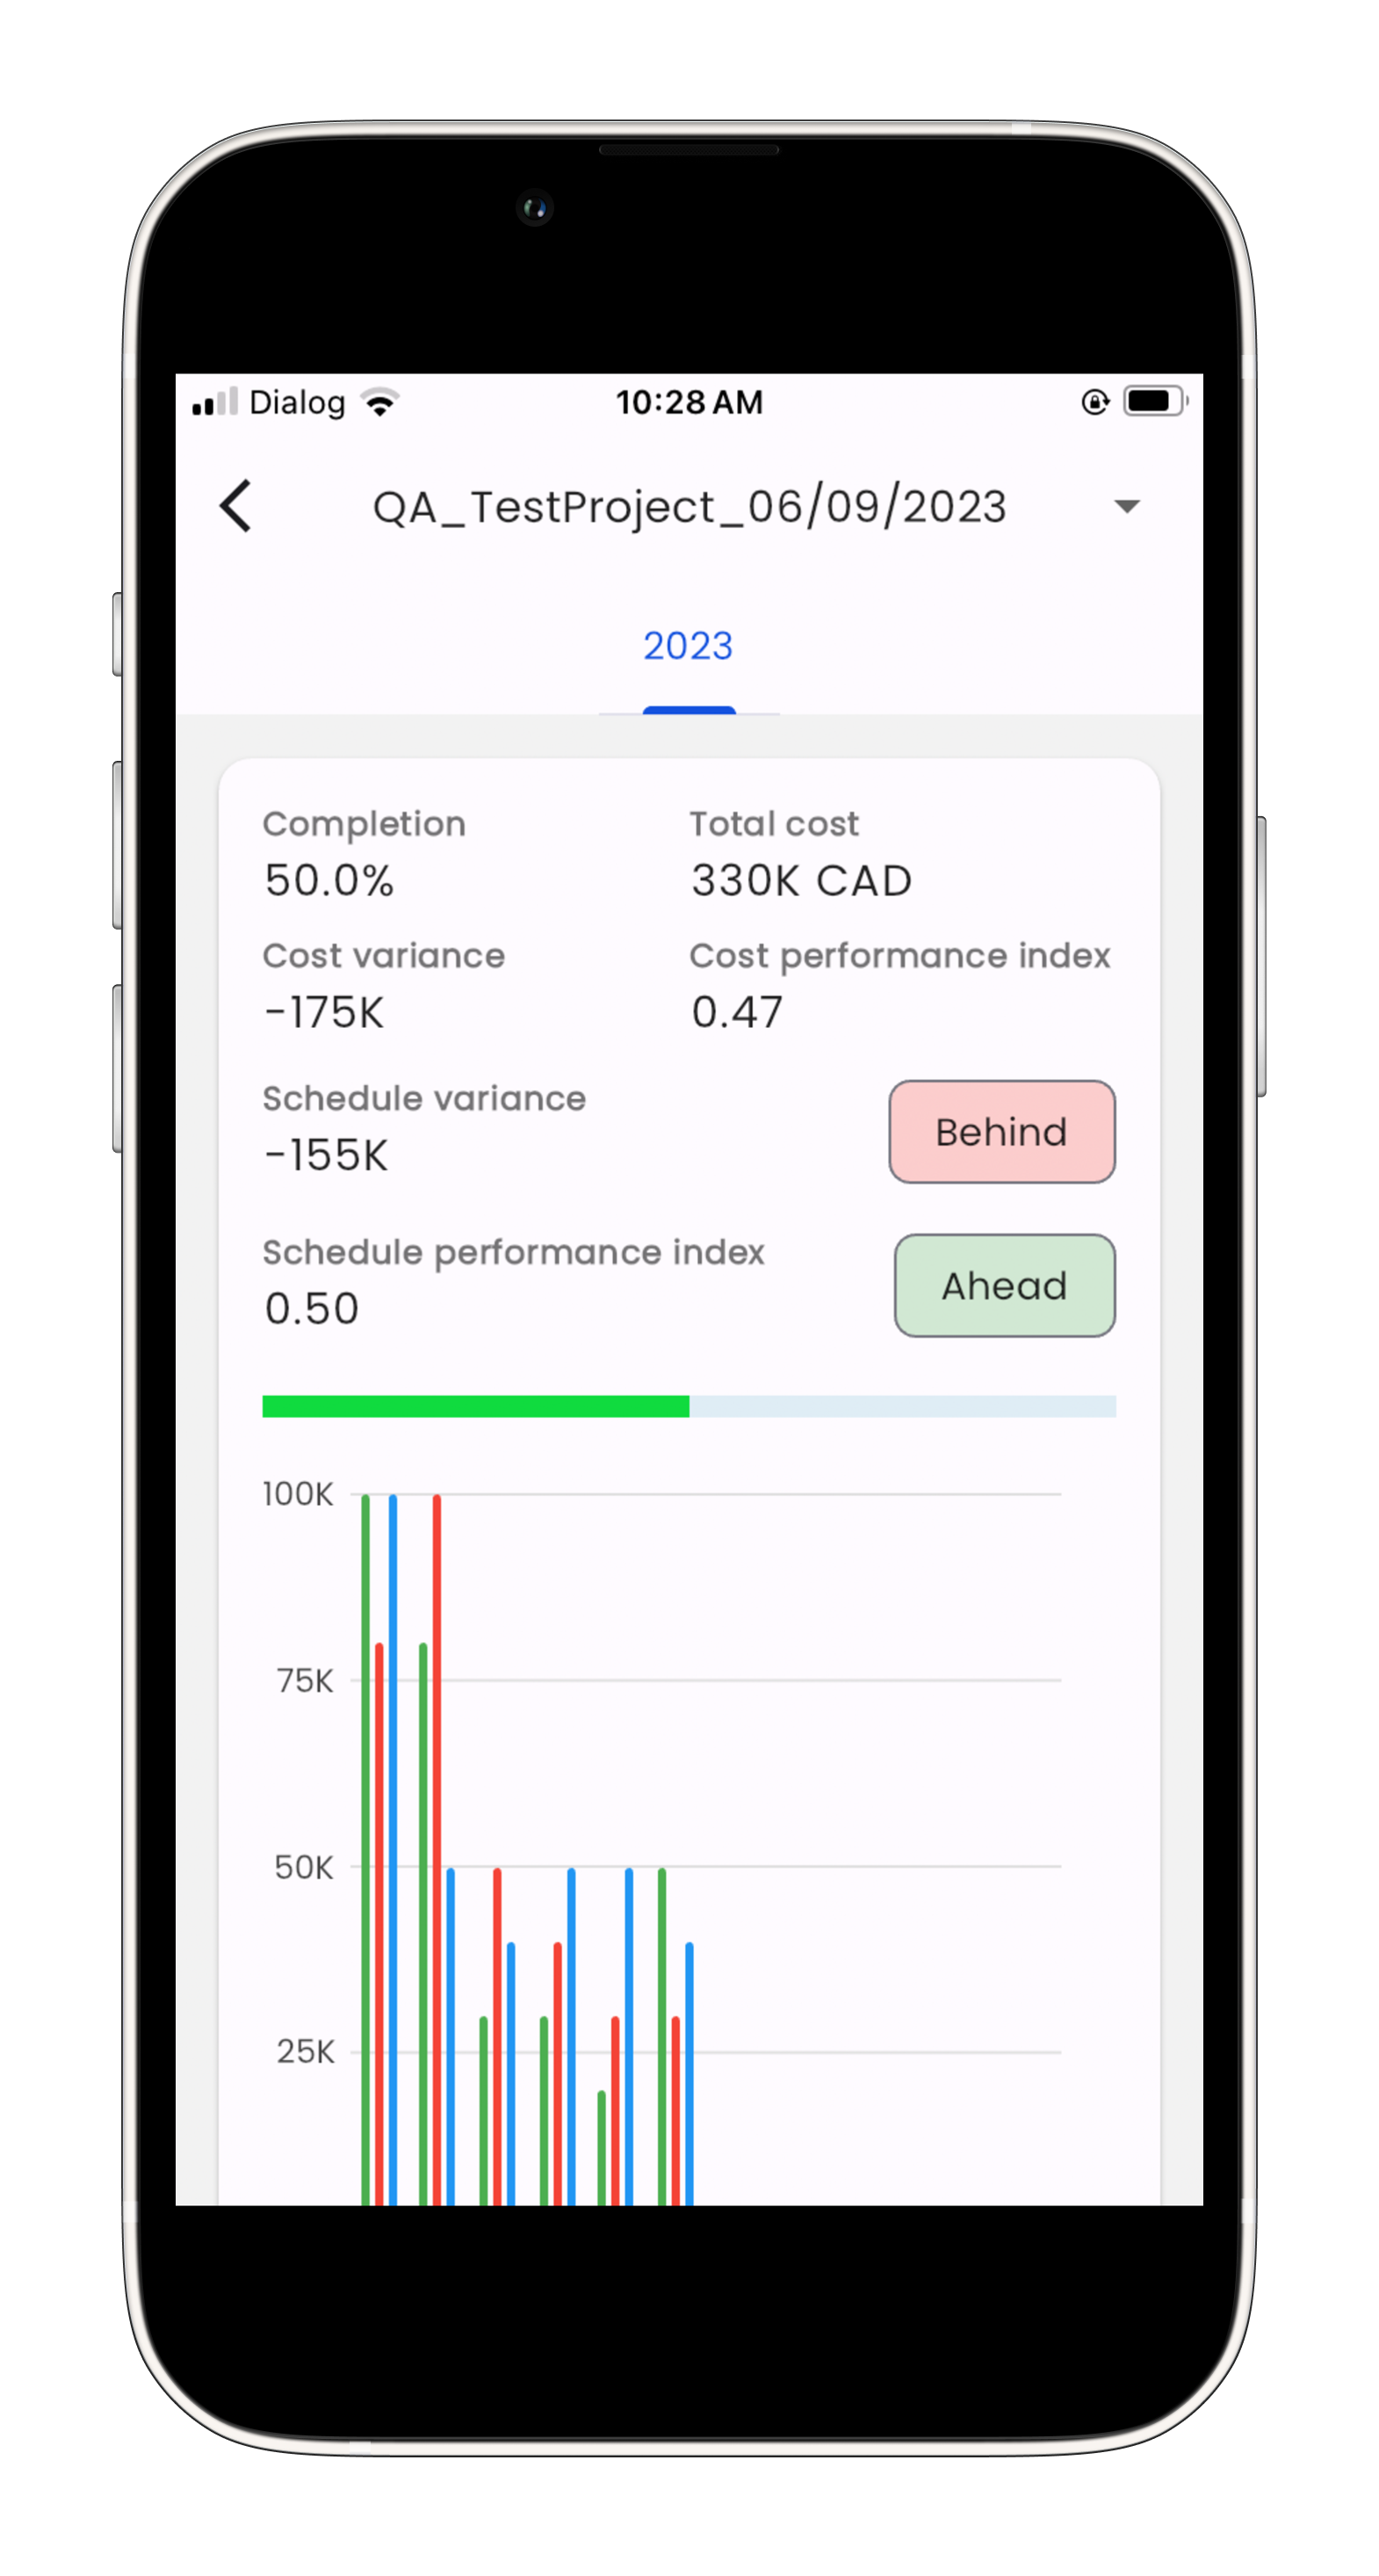 Dialog 10:28 AM
QA_TestProject_06/09/2023
2023
Completion Total cost
50.0% 330K CAD
Cost variance Cost performance index
-175K 0.47
Schedule variance
-155K
Behind
Schedule performance index
0.50
Ahead
100K
75K
50K
25K